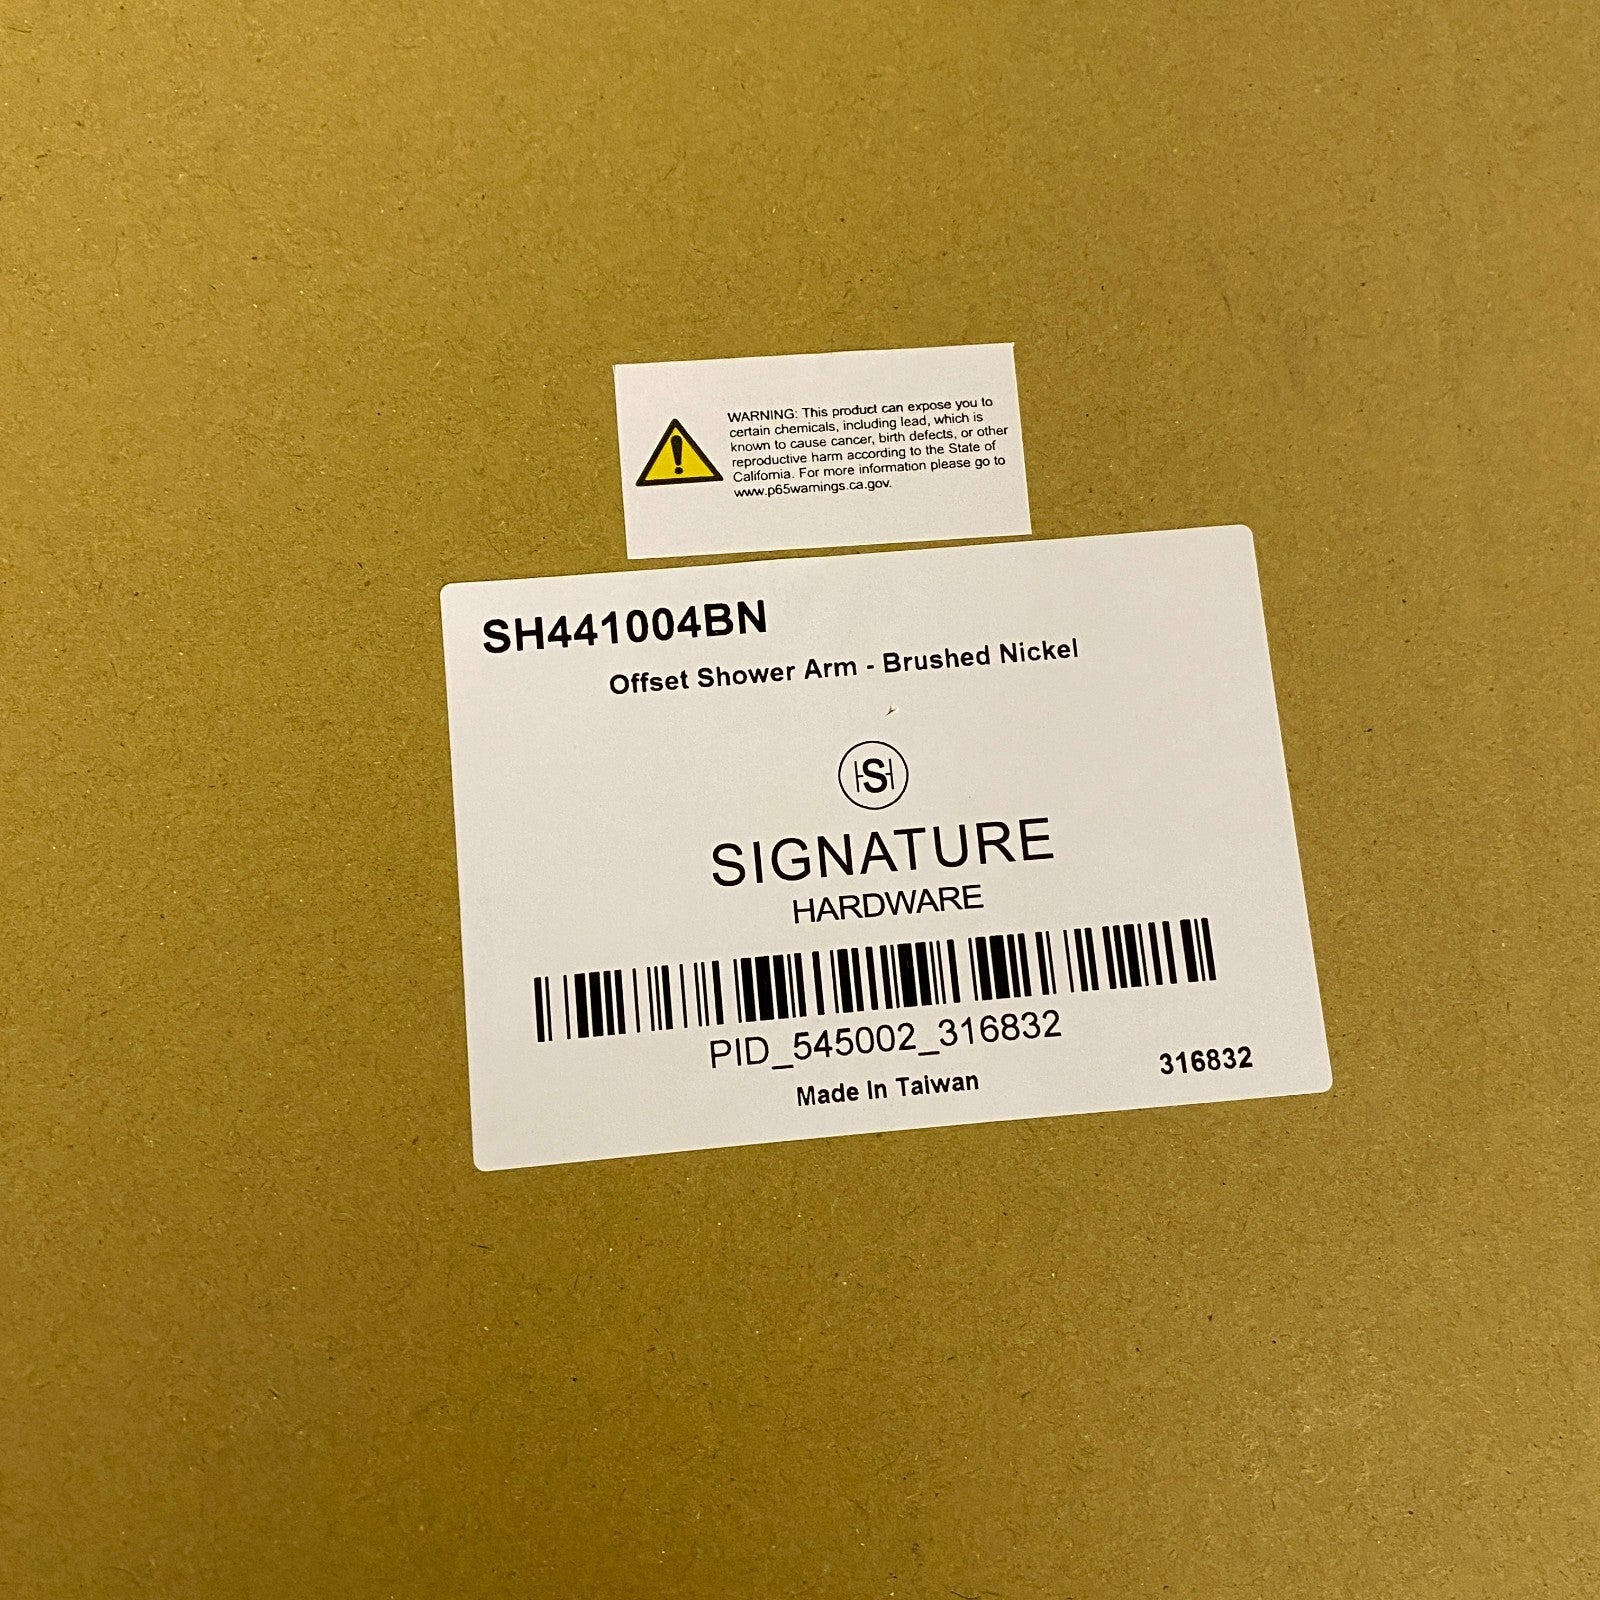 WARNING: This product can expose you to
certain chemicals, including lead, which is
known to cause cancer, birth defects, or other
reproductive harm according to the State of
California. For more information please go to
www.p65warnings.ca.gov.
SH441004BN
Offset Shower Arm - Brushed Nickel
HSH
SIGNATURE
HARDWARE
PID_545002_316832
Made In Taiwan
316832